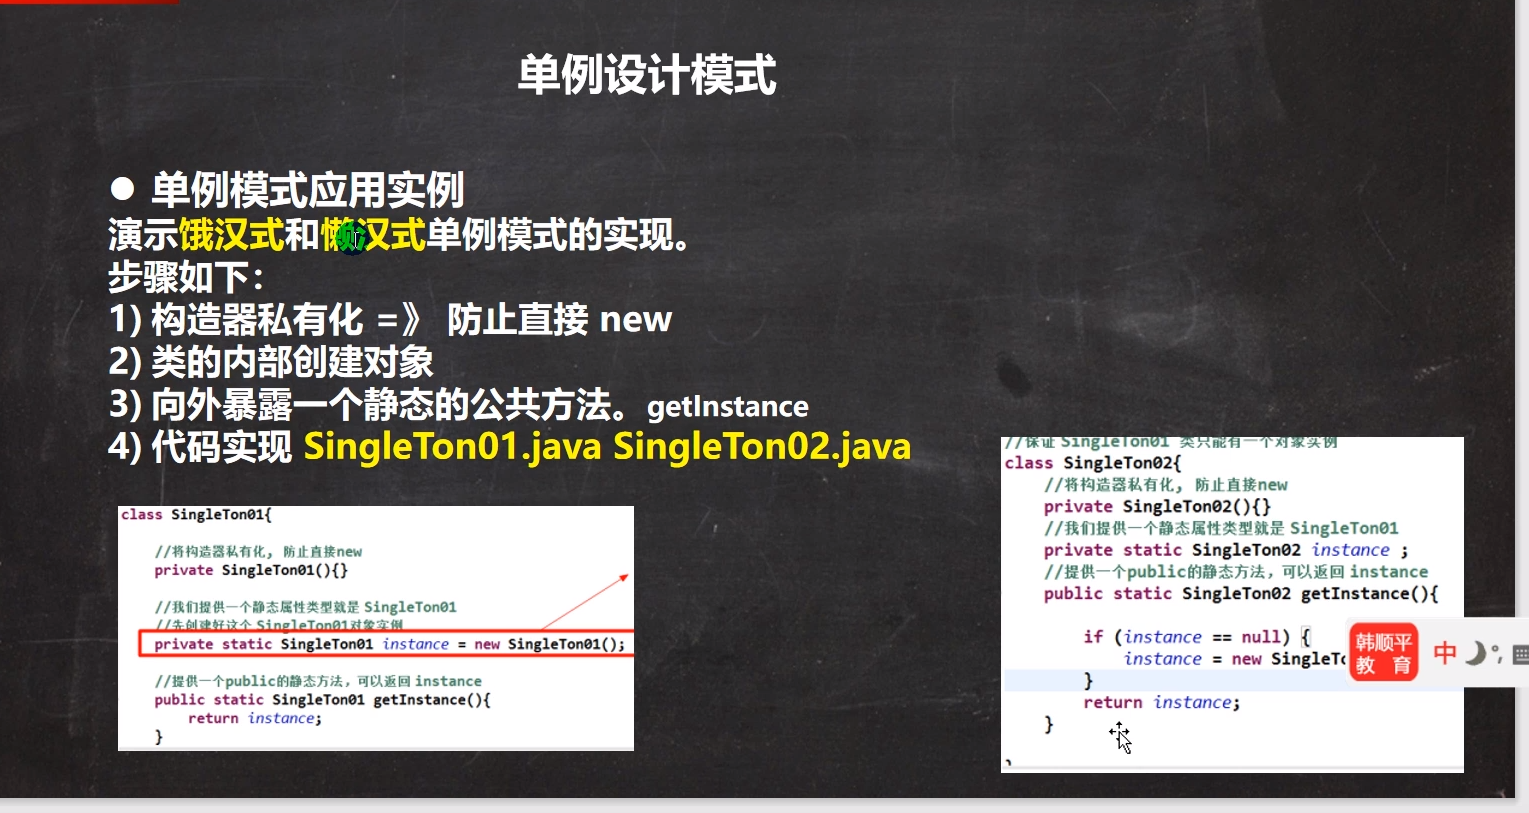 单例设计模式
● 单例模式应用实例
演示饿汉式和懒汉式单例模式的实现。
步骤如下：
1) 构造器私有化 =》 防止直接 new
2) 类的内部创建对象
3) 向外暴露一个静态的公共方法。getInstance
4) 代码实现 SingleTon01.java SingleTon02.java
class SingleTon01{
//将构造器私有化, 防止直接new
private SingleTon01(){}
//我们提供一个静态属性类型就是 SingleTon01
//先创建好这个 SingleTon01对象实例
private static SingleTon01 instance = new SingleTon01();
//提供一个public的静态方法，可以返回 instance
public static SingleTon01 getInstance(){
return instance;
}
//保证 SingleTon01 类只能有一个对象实例
class SingleTon02{
//将构造器私有化, 防止直接new
private SingleTon02(){}
//我们提供一个静态属性类型就是 SingleTon01
private static SingleTon02 instance ;
//提供一个public的静态方法，可以返回 instance
public static SingleTon02 getInstance(){
if (instance == null) {
instance = new SingleTo
}
return instance;
}
}
韩顺平
教 育
中